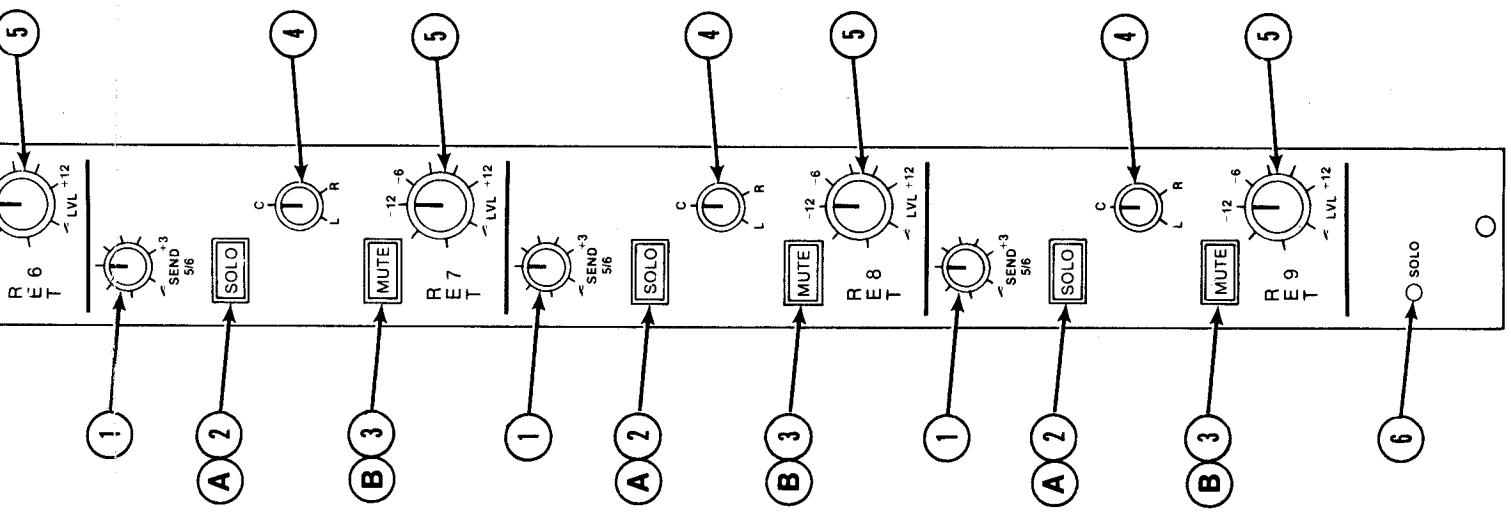 5
+12
LVL
R
E 6
T
1
+3
SEND
5/6
A 2
SOLO
4
C
L R
B 3
MUTE
5
-12 -6
+12
LVL
R
E 7
T
1
+3
SEND
5/6
A 2
SOLO
4
C
L R
B 3
MUTE
5
-12 -6
+12
LVL
R
E 8
T
1
+3
SEND
5/6
A 2
SOLO
4
C
L R
B 3
MUTE
5
-12 -6
+12
LVL
R
E 9
T
6
SOLO